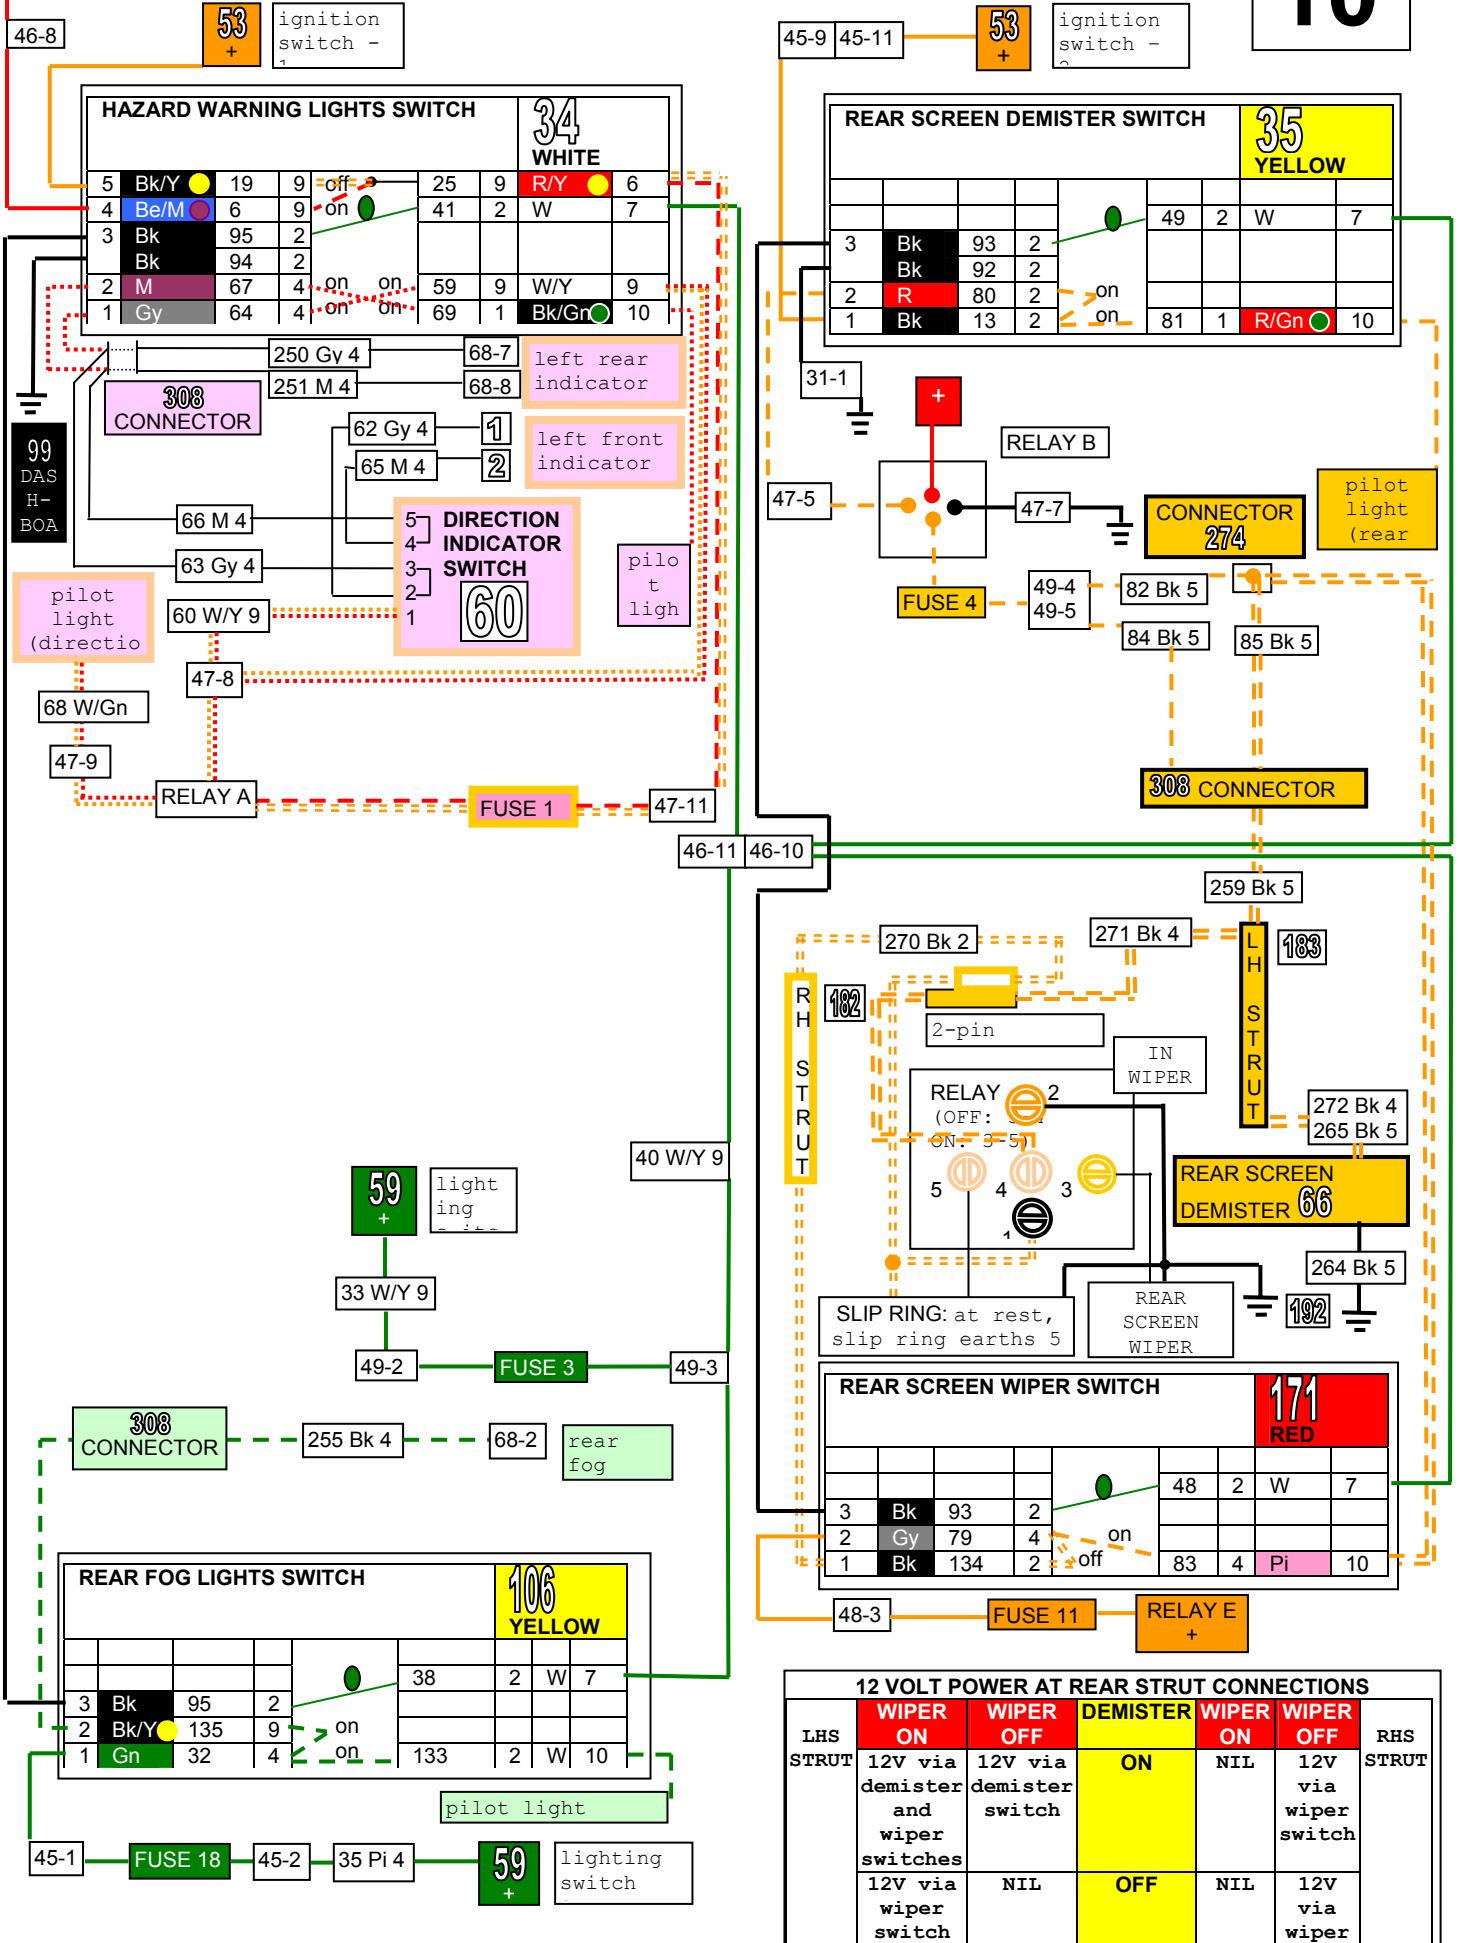 46-8
53
+
ignition
switch -
45-9 45-11
53
+
ignition
switch -
10
HAZARD WARNING LIGHTS SWITCH
34
WHITE
5 Bk/Y 19 9 off 25 9 R/Y 6
4 Be/M 6 9 on 41 2 W 7
3 Bk 95 2
Bk 94 2
2 M 67 4 on on 59 9 W/Y 9
1 Gy 64 4 on on 69 1 Bk/Gn 10
REAR SCREEN DEMISTER SWITCH
35
YELLOW
49 2 W 7
3 Bk 93 2
Bk 92 2
2 R 80 2 on
1 Bk 13 2 on 81 1 R/Gn 10
250 Gy 4
68-7
251 M 4
68-8
left rear
indicator
308
CONNECTOR
62 Gy 4
1
65 M 4
2
left front
indicator
99
DAS
H-
BOA
66 M 4
63 Gy 4
5 DIRECTION
4 INDICATOR
3 SWITCH
2
1
60
pilo
t
ligh
pilot
light
(directio
60 W/Y 9
47-8
68 W/Gn
47-9
RELAY A
FUSE 1
47-11
31-1
+
RELAY B
47-5
47-7
CONNECTOR
274
pilot
light
(rear
FUSE 4
49-4
49-5
82 Bk 5
84 Bk 5
85 Bk 5
308 CONNECTOR
46-11 46-10
259 Bk 5
270 Bk 2
271 Bk 4
LH STRUT
183
RH STRUT
182
2-pin
IN
WIPER
RELAY
2
(OFF:
ON: 3-5)
5
4
3
1
272 Bk 4
265 Bk 5
REAR SCREEN
DEMISTER 66
264 Bk 5
192
SLIP RING: at rest,
slip ring earths 5
REAR
SCREEN
WIPER
40 W/Y 9
59
+
light
ing
33 W/Y 9
49-2
FUSE 3
49-3
308
CONNECTOR
255 Bk 4
68-2
rear
fog
REAR SCREEN WIPER SWITCH
171
RED
48 2 W 7
3 Bk 93 2
2 Gy 79 4 on
1 Bk 134 2 off 83 4 Pi 10
48-3
FUSE 11
RELAY E
+
REAR FOG LIGHTS SWITCH
106
YELLOW
38 2 W 7
3 Bk 95 2
2 Bk/Y 135 9 on
1 Gn 32 4 on 133 2 W 10
pilot light
45-1
FUSE 18
45-2
35 Pi 4
59
+
lighting
switch
12 VOLT POWER AT REAR STRUT CONNECTIONS
LHS STRUT
WIPER ON
WIPER OFF
DEMISTER
WIPER ON
WIPER OFF
RHS STRUT
12V via demister and wiper switches
12V via demister switch
ON
NIL
12V via wiper switch
12V via wiper switch
NIL
OFF
NIL
12V via wiper